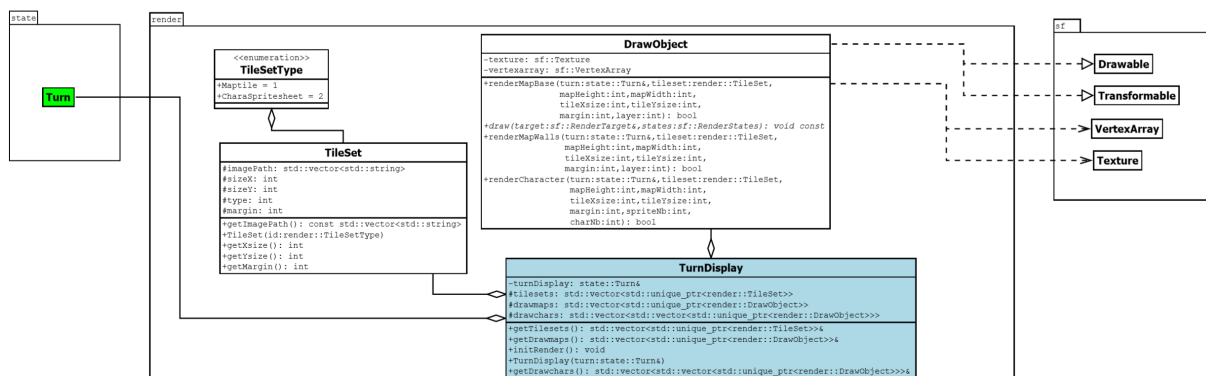 state
Turn
render
<<enumeration>>
TileSetType
+Maptile = 1
+CharaSpritesheet = 2
TileSet
#imagePath: std::vector<std::string>
#sizeX: int
#sizeY: int
#type: int
#margin: int
+getImagePath(): const std::vector<std::string>
+TileSet(id:render::TileSetType)
+getXsize(): int
+getYsize(): int
+getMargin(): int
DrawObject
-texture: sf::Texture
-vertexarray: sf::VertexArray
+renderMapBase(turn:state::Turn&,tileset:render::TileSet,
mapHeight:int,mapWidth:int,
tileXsize:int,tileYsize:int,
margin:int,layer:int): bool
+draw(target:sf::RenderTarget&,states:sf::RenderStates): void const
+renderMapWalls(turn:state::Turn&,tileset:render::TileSet,
mapHeight:int,mapWidth:int,
tileXsize:int,tileYsize:int,
margin:int,layer:int): bool
+renderCharacter(turn:state::Turn&,tileset:render::TileSet,
mapHeight:int,mapWidth:int,
tileXsize:int,tileYsize:int,
margin:int,spriteNb:int,
charNb:int): bool
TurnDisplay
-turnDisplay: state::Turn&
#tilesets: std::vector<std::unique_ptr<render::TileSet>>
#drawmaps: std::vector<std::unique_ptr<render::DrawObject>>
#drawchars: std::vector<std::vector<std::unique_ptr<render::DrawObject>>>
+getTilesets(): std::vector<std::unique_ptr<render::TileSet>>&
+getDrawmaps(): std::vector<std::unique_ptr<render::DrawObject>>&
+initRender(): void
+TurnDisplay(turn:state::Turn&)
+getDrawchars(): std::vector<std::vector<std::unique_ptr<render::DrawObject>>>&
sf
Drawable
Transformable
VertexArray
Texture